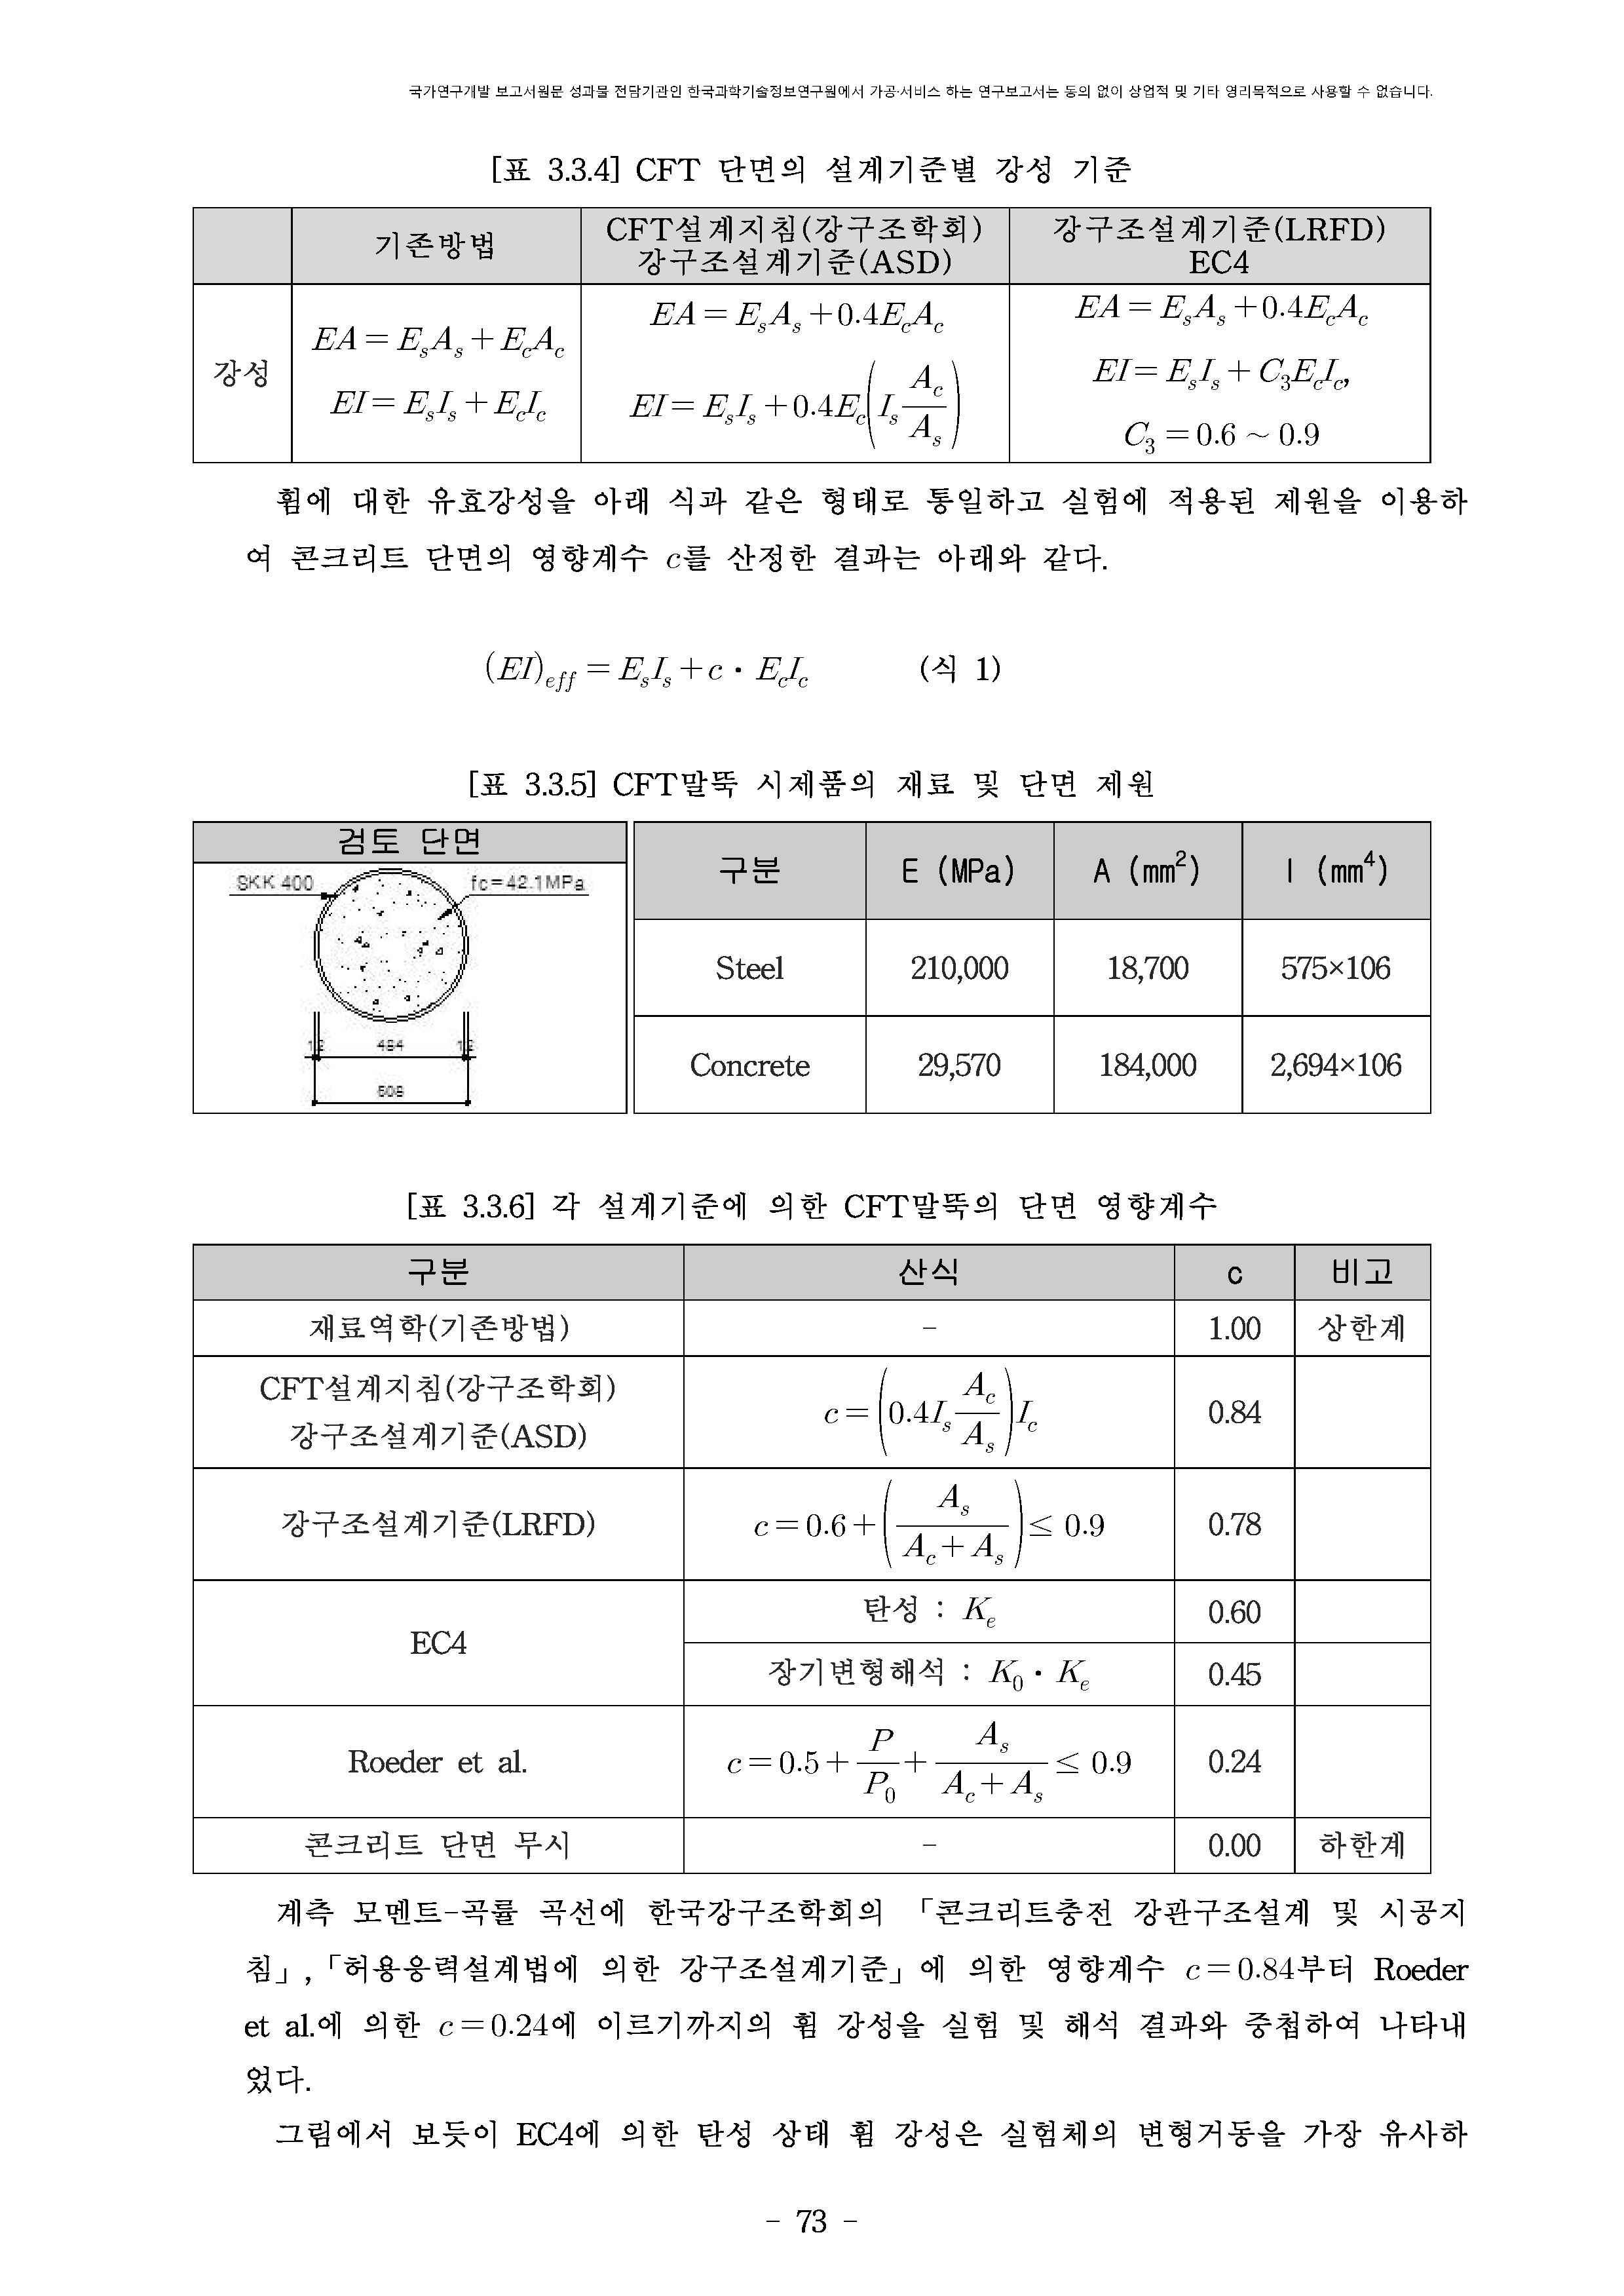 국가연구개발 보고서원문 성과물 전담기관인 한국과학기술정보연구원에서 가공·서비스 하는 연구보고서는 동의 없이 상업적 및 기타 영리목적으로 사용할 수 없습니다.
[표 3.3.4] CFT 단면의 설계기준별 강성 기준
기존방법
CFT설계지침(강구조학회)
강구조설계기준(ASD)
강구조설계기준(LRFD)
EC4
강성
EA = E_sA_s + E_cA_c
EI = E_sI_s + E_cI_c
EA = E_sA_s + 0.4E_cA_c
EI = E_sI_s + 0.4E_c(I_s A_c/A_s)
EA = E_sA_s + 0.4E_cA_c
EI = E_sI_s + C_3E_cI_c,
C_3 = 0.6 ~ 0.9
휨에 대한 유효강성을 아래 식과 같은 형태로 통일하고 실험에 적용된 제원을 이용하
여 콘크리트 단면의 영향계수 c를 산정한 결과는 아래와 같다.
(EI)_eff = E_sI_s + c · E_cI_c (식 1)
[표 3.3.5] CFT말뚝 시제품의 재료 및 단면 제원
검토 단면
SKK 400 fc=42.1MPa
12 484 12
508
구분 E (MPa) A (mm²) I (mm⁴)
Steel 210,000 18,700 575×106
Concrete 29,570 184,000 2,694×106
[표 3.3.6] 각 설계기준에 의한 CFT말뚝의 단면 영향계수
구분 산식 c 비고
재료역학(기존방법) - 1.00 상한계
CFT설계지침(강구조학회)
강구조설계기준(ASD)
c = (0.4I_s A_c/A_s)I_c 0.84
강구조설계기준(LRFD) c = 0.6 + (A_s/(A_c + A_s)) ≤ 0.9 0.78
EC4
탄성 : K_e 0.60
장기변형해석 : K_0 · K_e 0.45
Roeder et al. c = 0.5 + P/P_0 + A_s/(A_c + A_s) ≤ 0.9 0.24
콘크리트 단면 무시 - 0.00 하한계
계측 모멘트-곡률 곡선에 한국강구조학회의 「콘크리트충전 강관구조설계 및 시공지
침」,「허용응력설계법에 의한 강구조설계기준」에 의한 영향계수 c = 0.84부터 Roeder
et al.에 의한 c = 0.24에 이르기까지의 휨 강성을 실험 및 해석 결과와 중첩하여 나타내
었다.
그림에서 보듯이 EC4에 의한 탄성 상태 휨 강성은 실험체의 변형거동을 가장 유사하
- 73 -